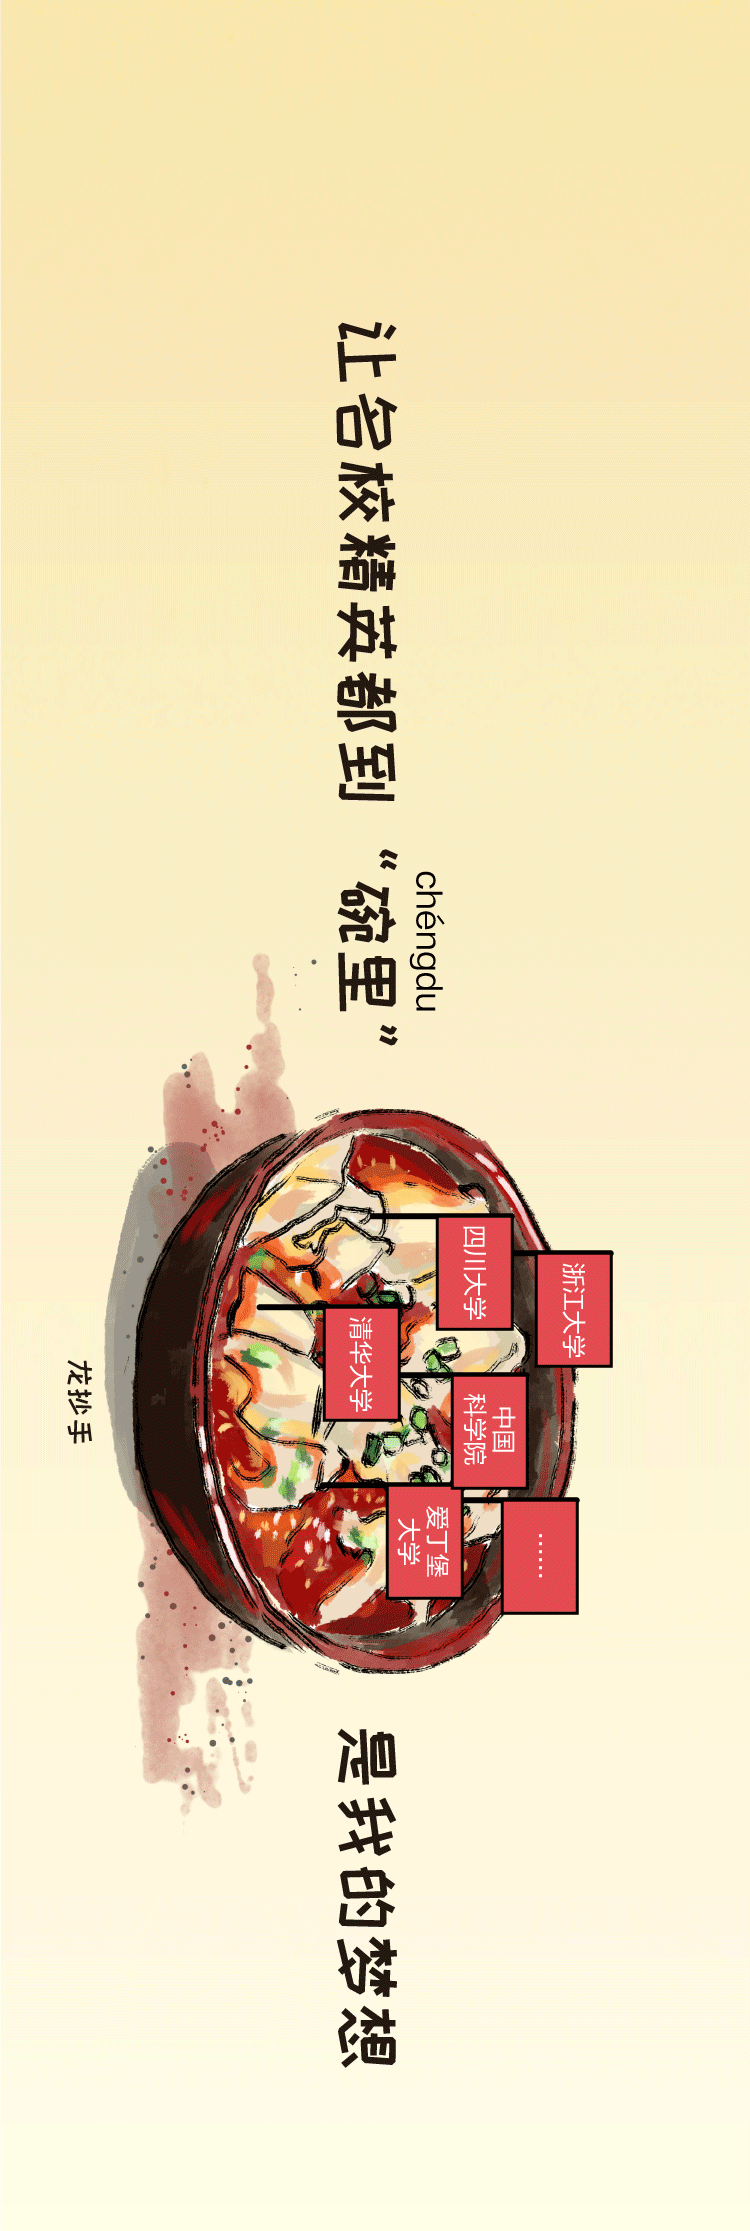 chéngdu
让名校精英都到“碗里”
是我的梦想
浙江大学
四川大学
清华大学
中国
科学院
爱丁堡
大学
……
龙抄手